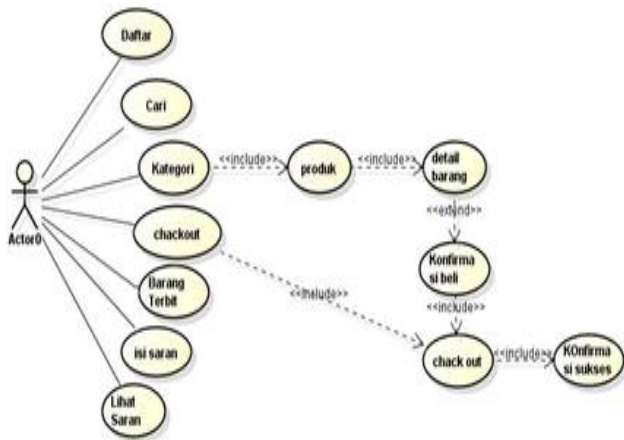 Daftar
Cari
Kategori
<<include>>
produk
<<include>>
detail
barang
<<extend>>
Actor0
chackout
Konfirma
si beli
Barang
Terbit
<<include>>
<<include>>
isi saran
chack out
<<include>>
KOnfirma
si sukses
Lihat
Saran